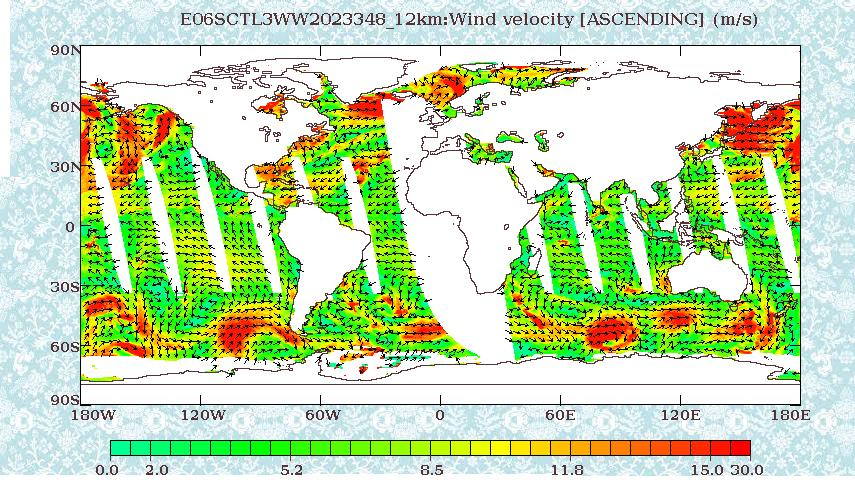 E06SCTL3WW2023348_12km:Wind velocity [ASCENDING] (m/s)
90N
60N
30N
0
30S
60S
90S
180W 120W 60W 0 60E 120E 180E
0.0 2.0 5.2 8.5 11.8 15.0 30.0